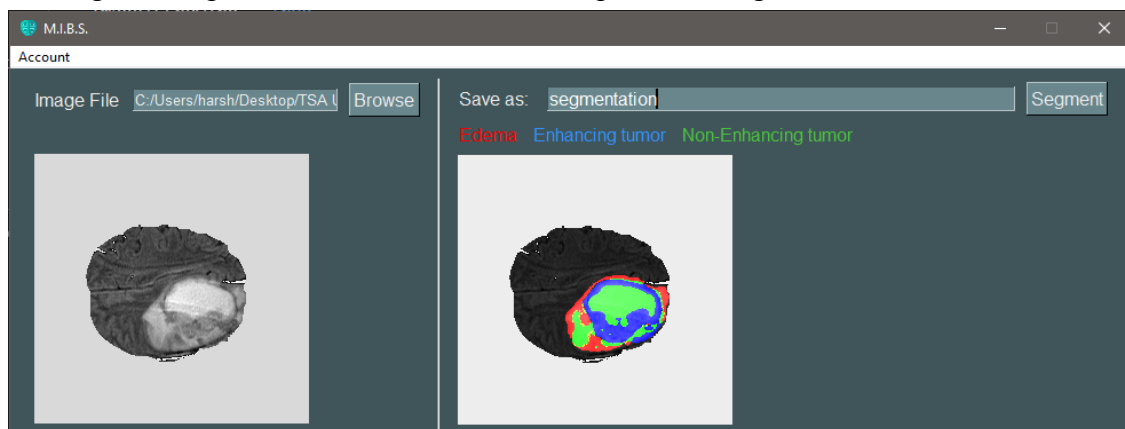 M.I.B.S.
Account
Image File C:/Users/harsh/Desktop/TSA U Browse
Save as: segmentation Segment
Edema Enhancing tumor Non-Enhancing tumor